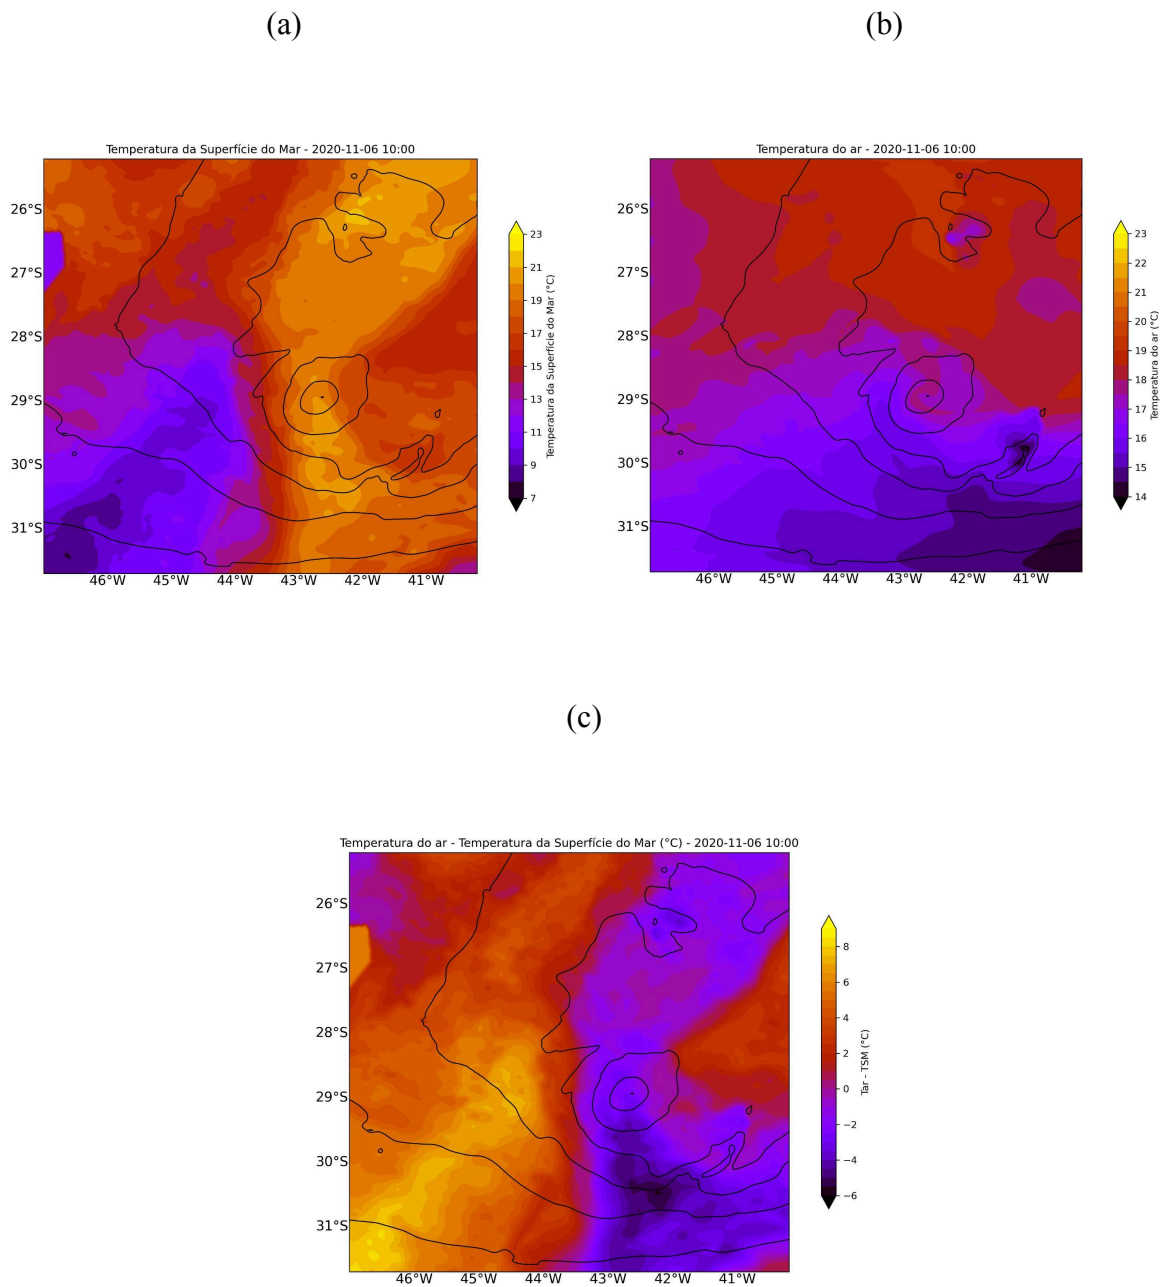 (a)
(b)
Temperatura da Superfície do Mar - 2020-11-06 10:00
26°S
27°S
28°S
29°S
30°S
31°S
46°W 45°W 44°W 43°W 42°W 41°W
23
21
19
17
15
13
11
9
7
Temperatura da Superfície do Mar (°C)
Temperatura do ar - 2020-11-06 10:00
26°S
27°S
28°S
29°S
30°S
31°S
46°W 45°W 44°W 43°W 42°W 41°W
23
22
21
20
19
18
17
16
15
14
Temperatura do ar (°C)
(c)
Temperatura do ar - Temperatura da Superfície do Mar (°C) - 2020-11-06 10:00
26°S
27°S
28°S
29°S
30°S
31°S
46°W 45°W 44°W 43°W 42°W 41°W
8
6
4
2
0
−2
−4
−6
Tar - TSM (°C)